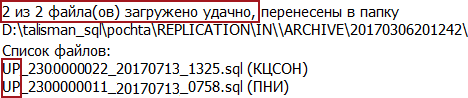 2 из 2 файла(ов) загружено удачно, перенесены в папку
D:\talisman_sql\pochta\REPLICATION\IN\\ARCHIVE\20170306201242\
Список файлов:
UP_2300000022_20170713_1325.sql (КЦСОН)
UP_2300000011_20170713_0758.sql (ПНИ)